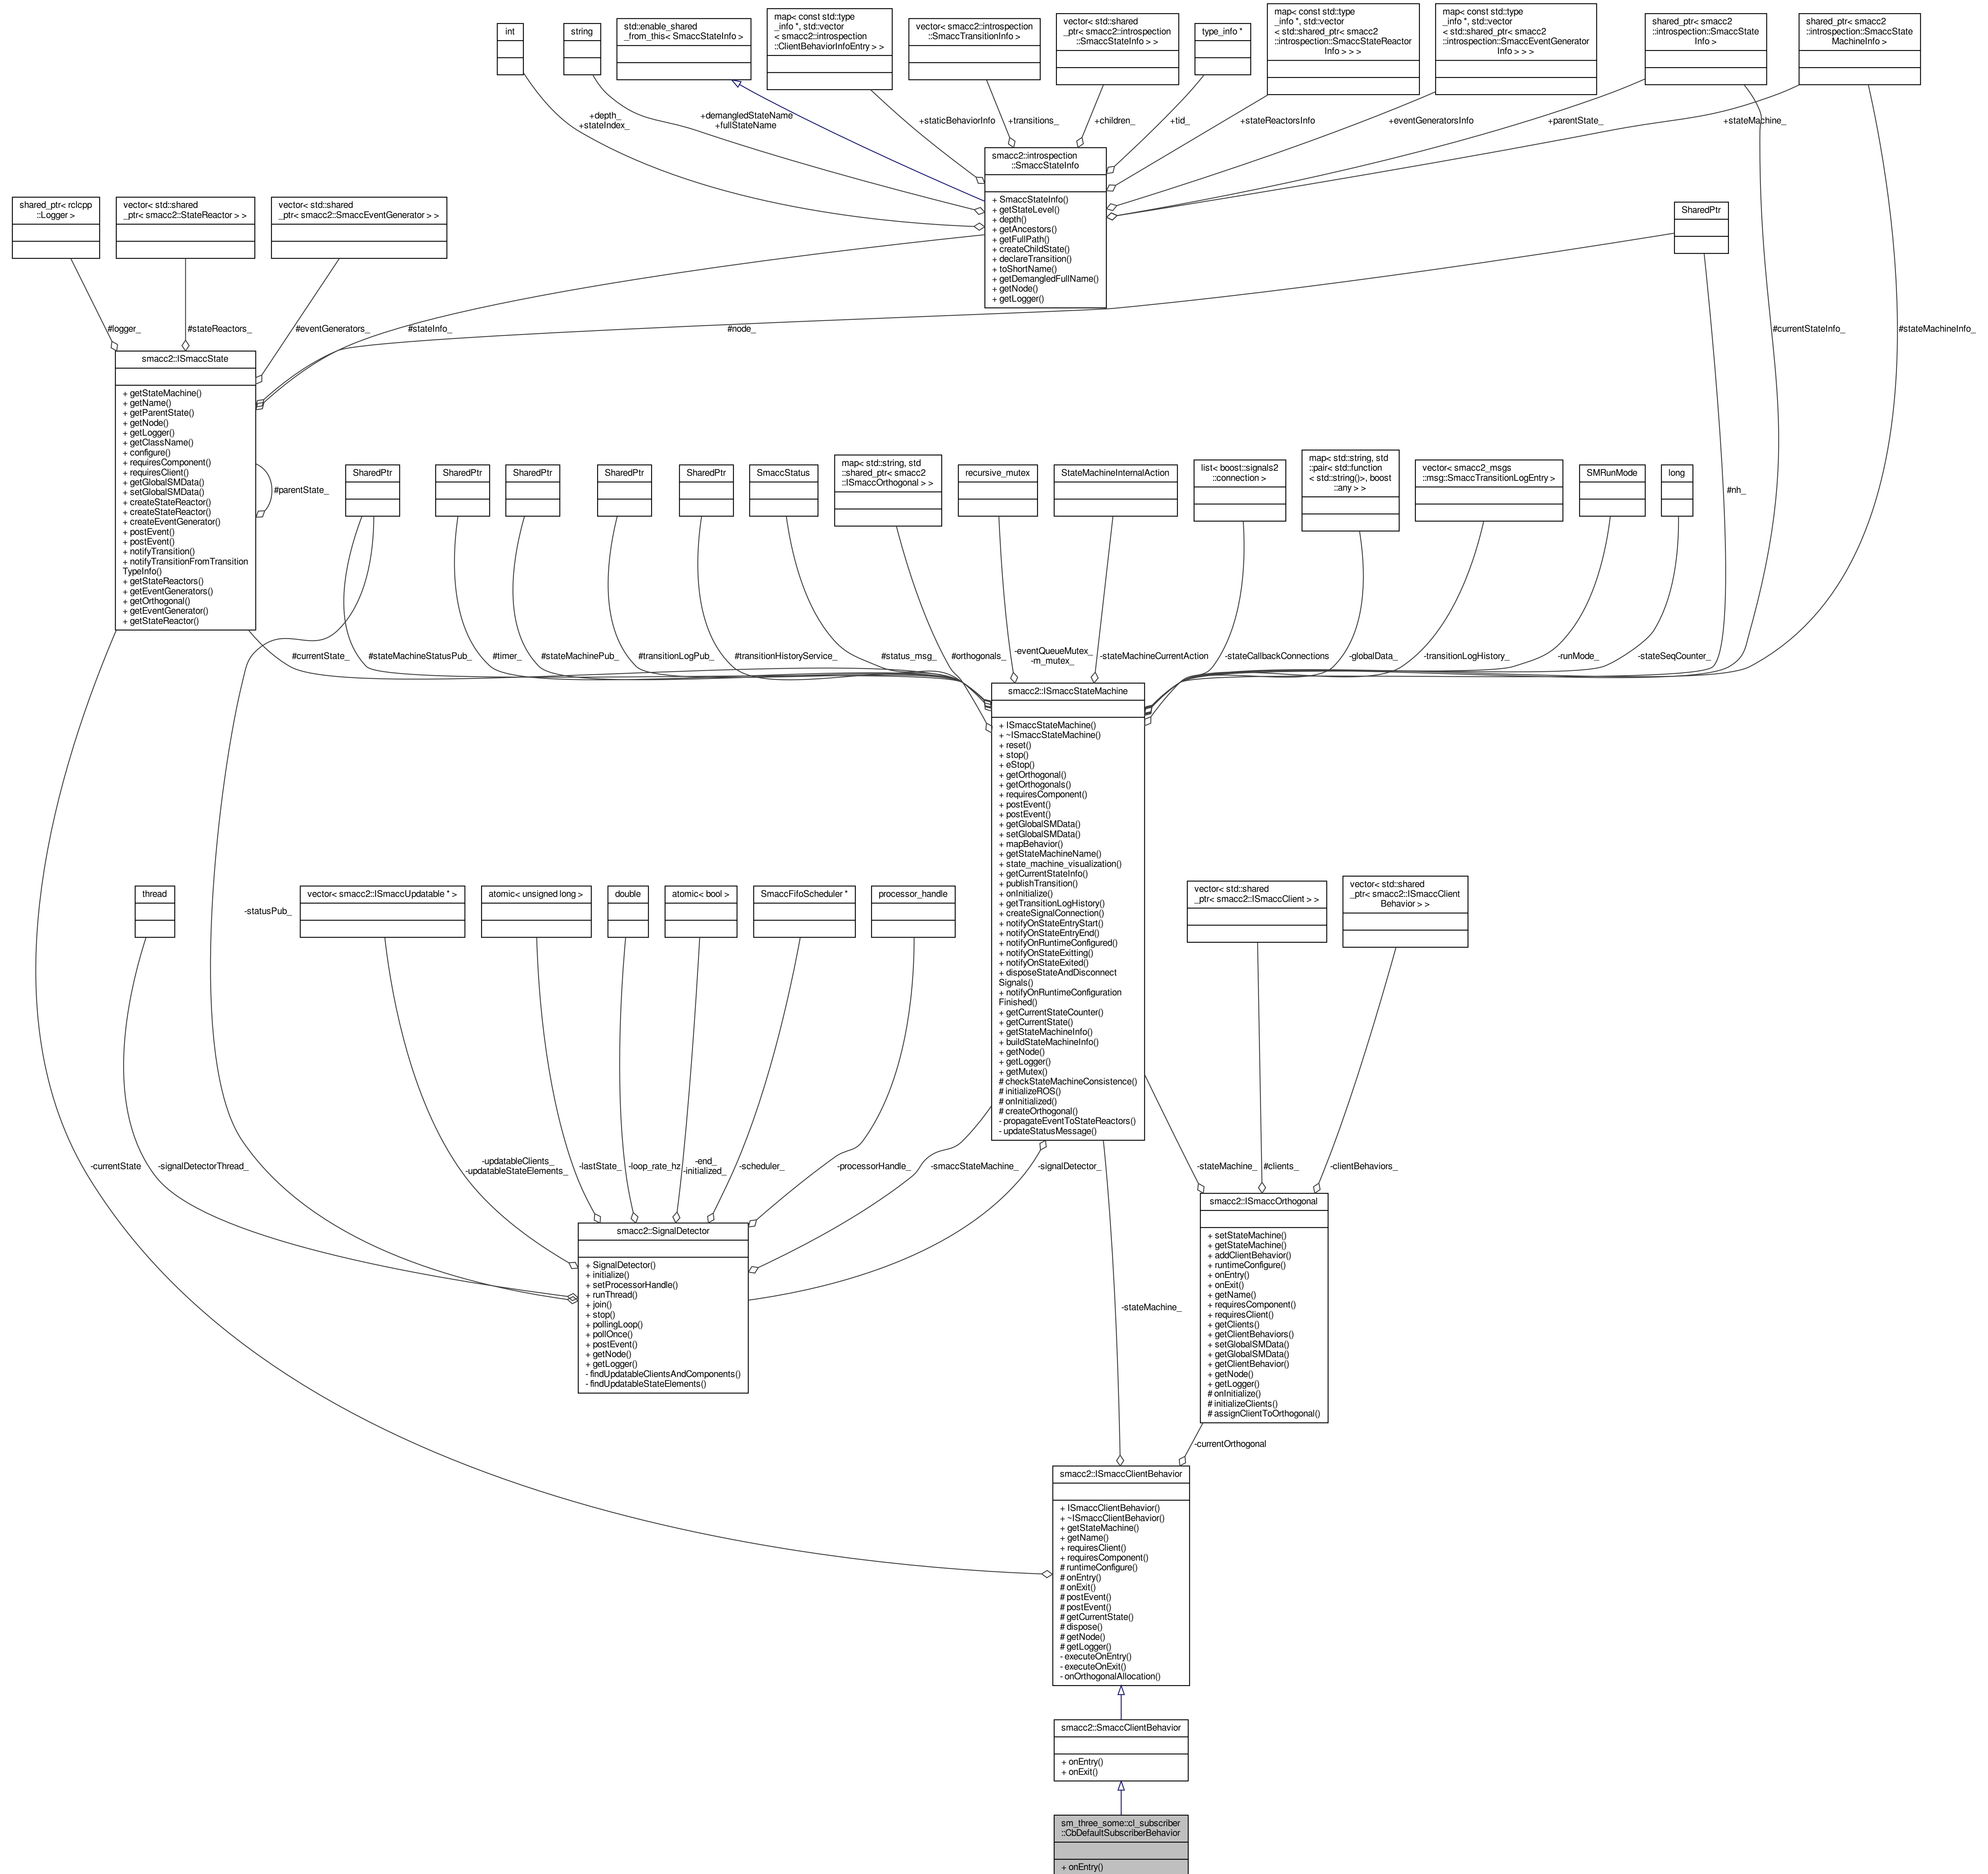 int
string
std::enable_shared
_from_this< SmaccStateInfo >
map< const std::type
_info *, std::vector
< smacc2::introspection
::ClientBehaviorInfoEntry > >
vector< smacc2::introspection
::SmaccTransitionInfo >
vector< std::shared
_ptr< smacc2::introspection
::SmaccStateInfo > >
type_info *
map< const std::type
_info *, std::vector
< std::shared_ptr< smacc2
::introspection::SmaccStateReactor
Info > > >
map< const std::type
_info *, std::vector
< std::shared_ptr< smacc2
::introspection::SmaccEventGenerator
Info > > >
shared_ptr< smacc2
::introspection::SmaccState
Info >
shared_ptr< smacc2
::introspection::SmaccState
MachineInfo >
+depth_
+stateIndex_
+demangledStateName
+fullStateName
+staticBehaviorInfo
+transitions_
+children_
+tid_
+stateReactorsInfo
+eventGeneratorsInfo
+parentState_
+stateMachine_
smacc2::introspection
::SmaccStateInfo
+ SmaccStateInfo()
+ getStateLevel()
+ depth()
+ getAncestors()
+ getFullPath()
+ createChildState()
+ declareTransition()
+ toShortName()
+ getDemangledFullName()
+ getNode()
+ getLogger()
shared_ptr< rclcpp
::Logger >
vector< std::shared
_ptr< smacc2::StateReactor > >
vector< std::shared
_ptr< smacc2::SmaccEventGenerator > >
SharedPtr
#logger_
#stateReactors_
#eventGenerators_
#stateInfo_
#node_
#currentStateInfo_
#stateMachineInfo_
smacc2::ISmaccState
+ getStateMachine()
+ getName()
+ getParentState()
+ getNode()
+ getLogger()
+ getClassName()
+ configure()
+ requiresComponent()
+ requiresClient()
+ getGlobalSMData()
+ setGlobalSMData()
+ createStateReactor()
+ createStateReactor()
+ createEventGenerator()
+ postEvent()
+ postEvent()
+ notifyTransition()
+ notifyTransitionFromTransition
TypeInfo()
+ getStateReactors()
+ getEventGenerators()
+ getOrthogonal()
+ getEventGenerator()
+ getStateReactor()
#parentState_
SharedPtr
SharedPtr
SharedPtr
SharedPtr
SharedPtr
SmaccStatus
map< std::string, std
::shared_ptr< smacc2
::ISmaccOrthogonal > >
recursive_mutex
StateMachineInternalAction
list< boost::signals2
::connection >
map< std::string, std
::pair< std::function
< std::string()>, boost
::any > >
vector< smacc2_msgs
::msg::SmaccTransitionLogEntry >
SMRunMode
long
#nh_
#currentState_
#stateMachineStatusPub_
#timer_
#stateMachinePub_
#transitionLogPub_
#transitionHistoryService_
#status_msg_
#orthogonals_
-eventQueueMutex_
-m_mutex_
-stateMachineCurrentAction
-stateCallbackConnections
-globalData_
-transitionLogHistory_
-runMode_
-stateSeqCounter_
smacc2::ISmaccStateMachine
+ ISmaccStateMachine()
+ ~ISmaccStateMachine()
+ reset()
+ stop()
+ eStop()
+ getOrthogonal()
+ getOrthogonals()
+ requiresComponent()
+ postEvent()
+ postEvent()
+ getGlobalSMData()
+ setGlobalSMData()
+ mapBehavior()
+ getStateMachineName()
+ state_machine_visualization()
+ getCurrentStateInfo()
+ publishTransition()
+ onInitialize()
+ getTransitionLogHistory()
+ createSignalConnection()
+ notifyOnStateEntryStart()
+ notifyOnStateEntryEnd()
+ notifyOnRuntimeConfigured()
+ notifyOnStateExitting()
+ notifyOnStateExited()
+ disposeStateAndDisconnect
Signals()
+ notifyOnRuntimeConfiguration
Finished()
+ getCurrentStateCounter()
+ getCurrentState()
+ getStateMachineInfo()
+ buildStateMachineInfo()
+ getNode()
+ getLogger()
+ getMutex()
# checkStateMachineConsistence()
# initializeROS()
# onInitialized()
# createOrthogonal()
- propagateEventToStateReactors()
- updateStatusMessage()
thread
-statusPub_
vector< smacc2::ISmaccUpdatable * >
atomic< unsigned long >
double
atomic< bool >
SmaccFifoScheduler *
processor_handle
vector< std::shared
_ptr< smacc2::ISmaccClient > >
vector< std::shared
_ptr< smacc2::ISmaccClient
Behavior > >
-currentState
-signalDetectorThread_
-updatableClients_
-updatableStateElements_
-lastState_
-loop_rate_hz
-end_
-initialized_
-scheduler_
-processorHandle_
-smaccStateMachine_
-signalDetector_
-stateMachine_
#clients_
-clientBehaviors_
smacc2::SignalDetector
+ SignalDetector()
+ initialize()
+ setProcessorHandle()
+ runThread()
+ join()
+ stop()
+ pollingLoop()
+ pollOnce()
+ postEvent()
+ getNode()
+ getLogger()
- findUpdatableClientsAndComponents()
- findUpdatableStateElements()
smacc2::ISmaccOrthogonal
+ setStateMachine()
+ getStateMachine()
+ addClientBehavior()
+ runtimeConfigure()
+ onEntry()
+ onExit()
+ getName()
+ requiresComponent()
+ requiresClient()
+ getClients()
+ getClientBehaviors()
+ setGlobalSMData()
+ getGlobalSMData()
+ getClientBehavior()
+ getNode()
+ getLogger()
# onInitialize()
# initializeClients()
# assignClientToOrthogonal()
-stateMachine_
-currentOrthogonal
smacc2::ISmaccClientBehavior
+ ISmaccClientBehavior()
+ ~ISmaccClientBehavior()
+ getStateMachine()
+ getName()
+ requiresClient()
+ requiresComponent()
# runtimeConfigure()
# onEntry()
# onExit()
# postEvent()
# postEvent()
# getCurrentState()
# dispose()
# getNode()
# getLogger()
- executeOnEntry()
- executeOnExit()
- onOrthogonalAllocation()
smacc2::SmaccClientBehavior
+ onEntry()
+ onExit()
sm_three_some::cl_subscriber
::CbDefaultSubscriberBehavior
+ onEntry()